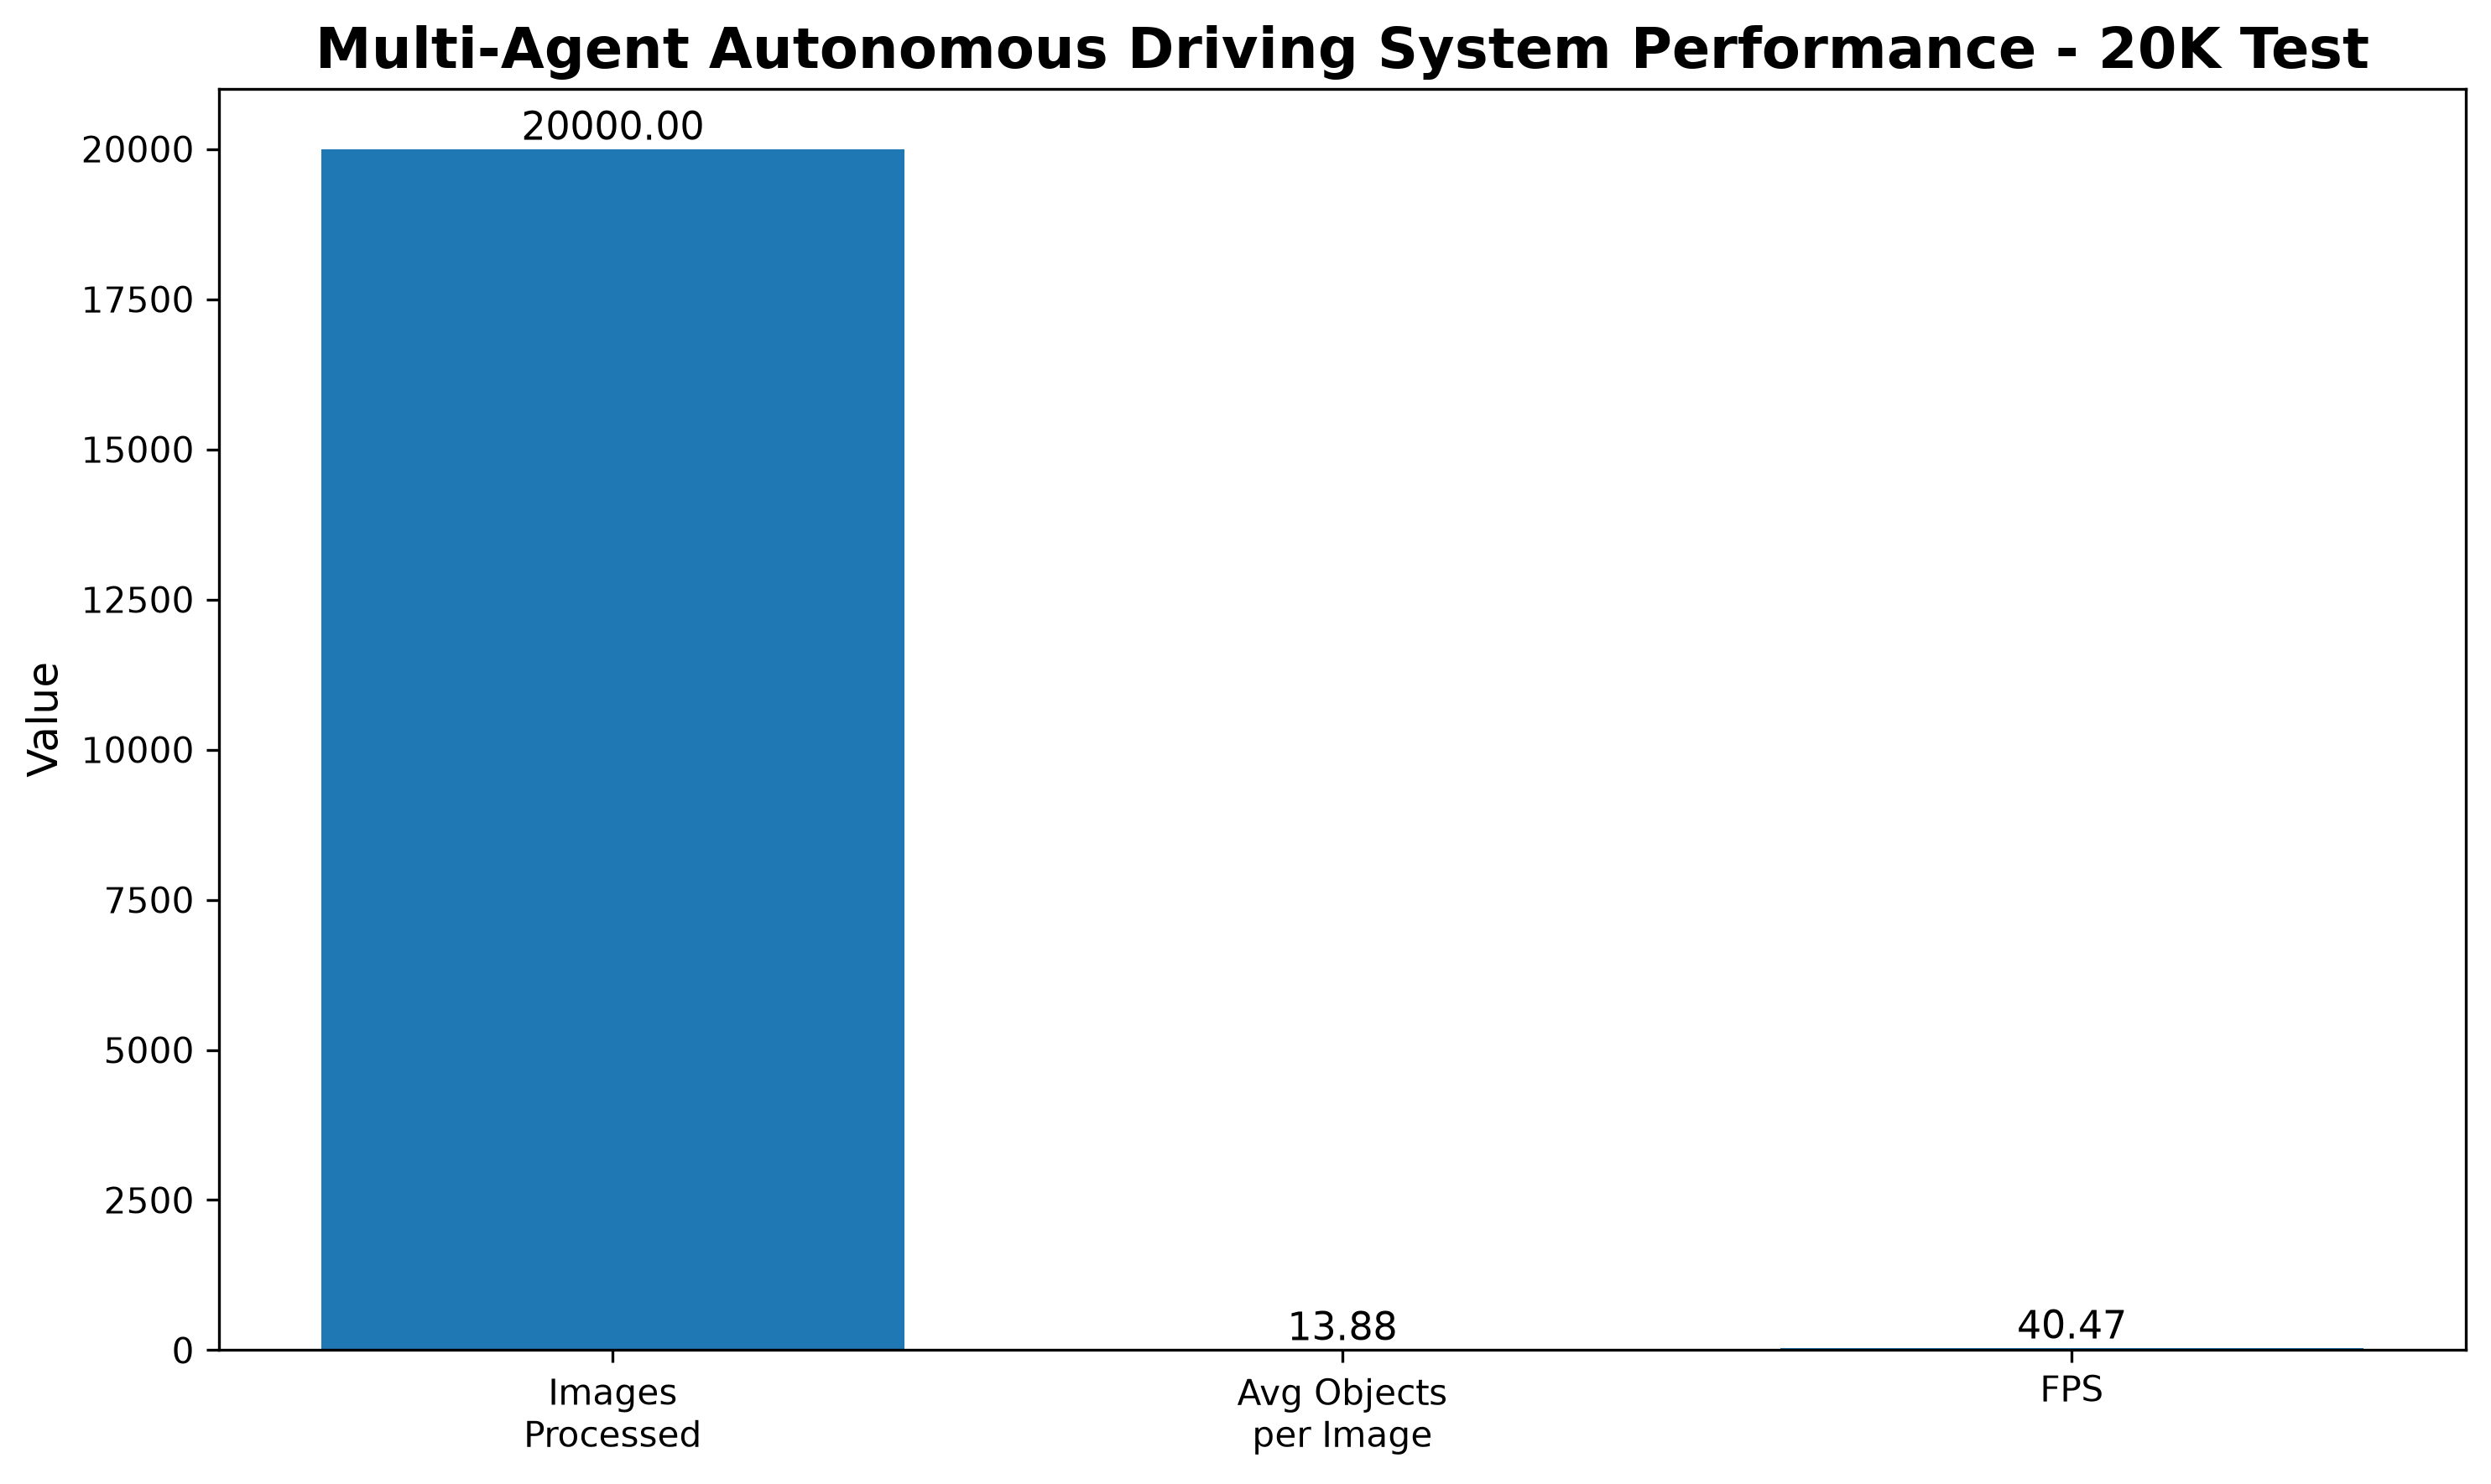 Multi-Agent Autonomous Driving System Performance - 20K Test
20000.00
20000
17500
15000
12500
10000
7500
5000
2500
0
Value
13.88
40.47
Images
Processed
Avg Objects
per Image
FPS